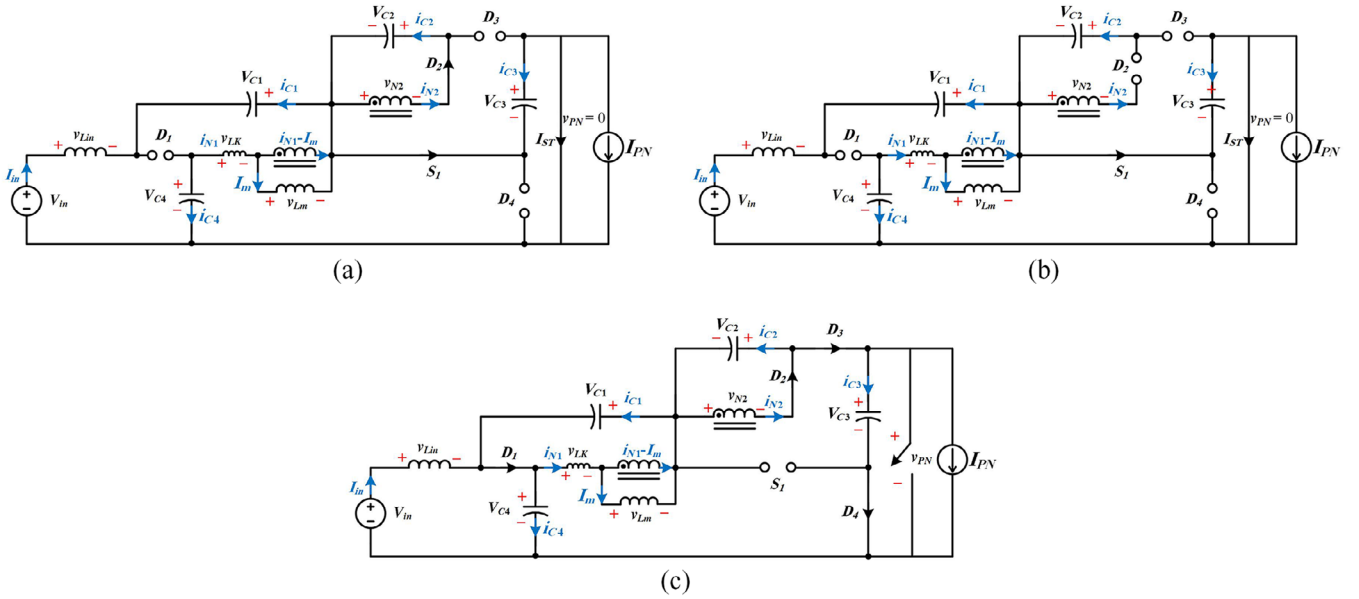 V_C2 i_C2 D_3
V_C1 i_C1 v_N2 i_N2 D_2 i_C3 V_C3
v_Lin D_1 i_N1 v_LK i_N1-I_m I_ST v_PN = 0 I_PN
I_in V_in V_C4 i_C4 I_m v_Lm S_1 D_4
(a)
V_C2 i_C2 D_3
V_C1 i_C1 v_N2 i_N2 D_2 i_C3 V_C3
v_Lin D_1 i_N1 v_LK i_N1-I_m I_ST v_PN = 0 I_PN
I_in V_in V_C4 i_C4 I_m v_Lm S_1 D_4
(b)
V_C2 i_C2 D_3
V_C1 i_C1 v_N2 i_N2 D_2 i_C3 V_C3
v_Lin D_1 i_N1 v_LK i_N1-I_m v_PN I_PN
I_in V_in V_C4 i_C4 I_m v_Lm S_1 D_4
(c)